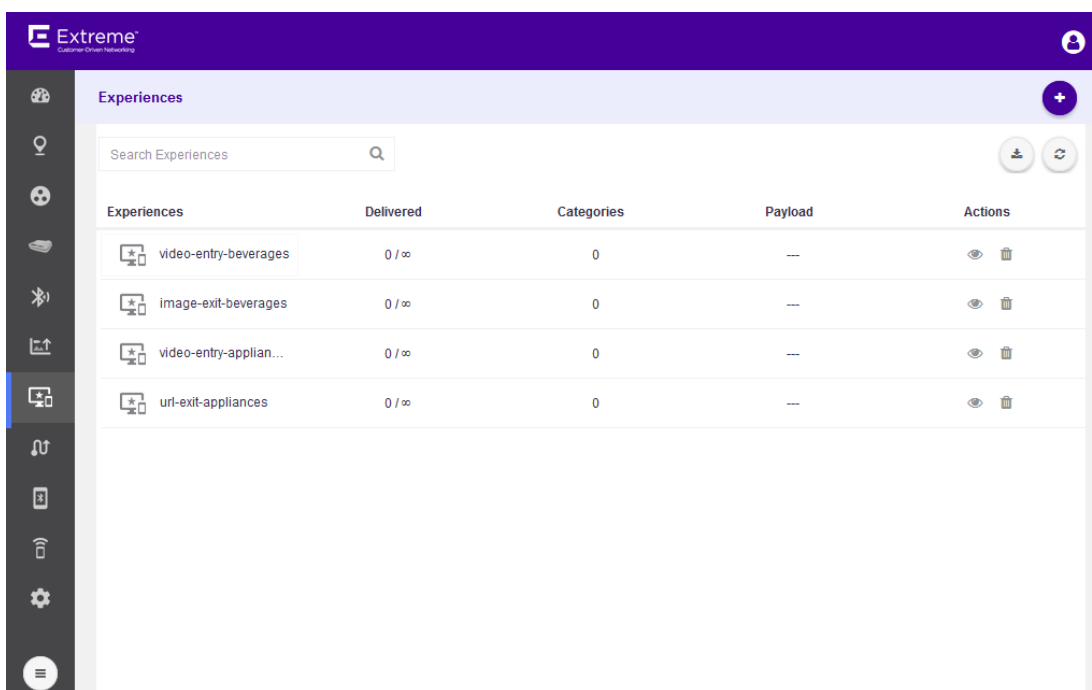 Extreme™
Customer-Driven Networking
Experiences
Search Experiences
Experiences Delivered Categories Payload Actions
video-entry-beverages 0 / ∞ 0 ---
image-exit-beverages 0 / ∞ 0 ---
video-entry-applian... 0 / ∞ 0 ---
url-exit-appliances 0 / ∞ 0 ---